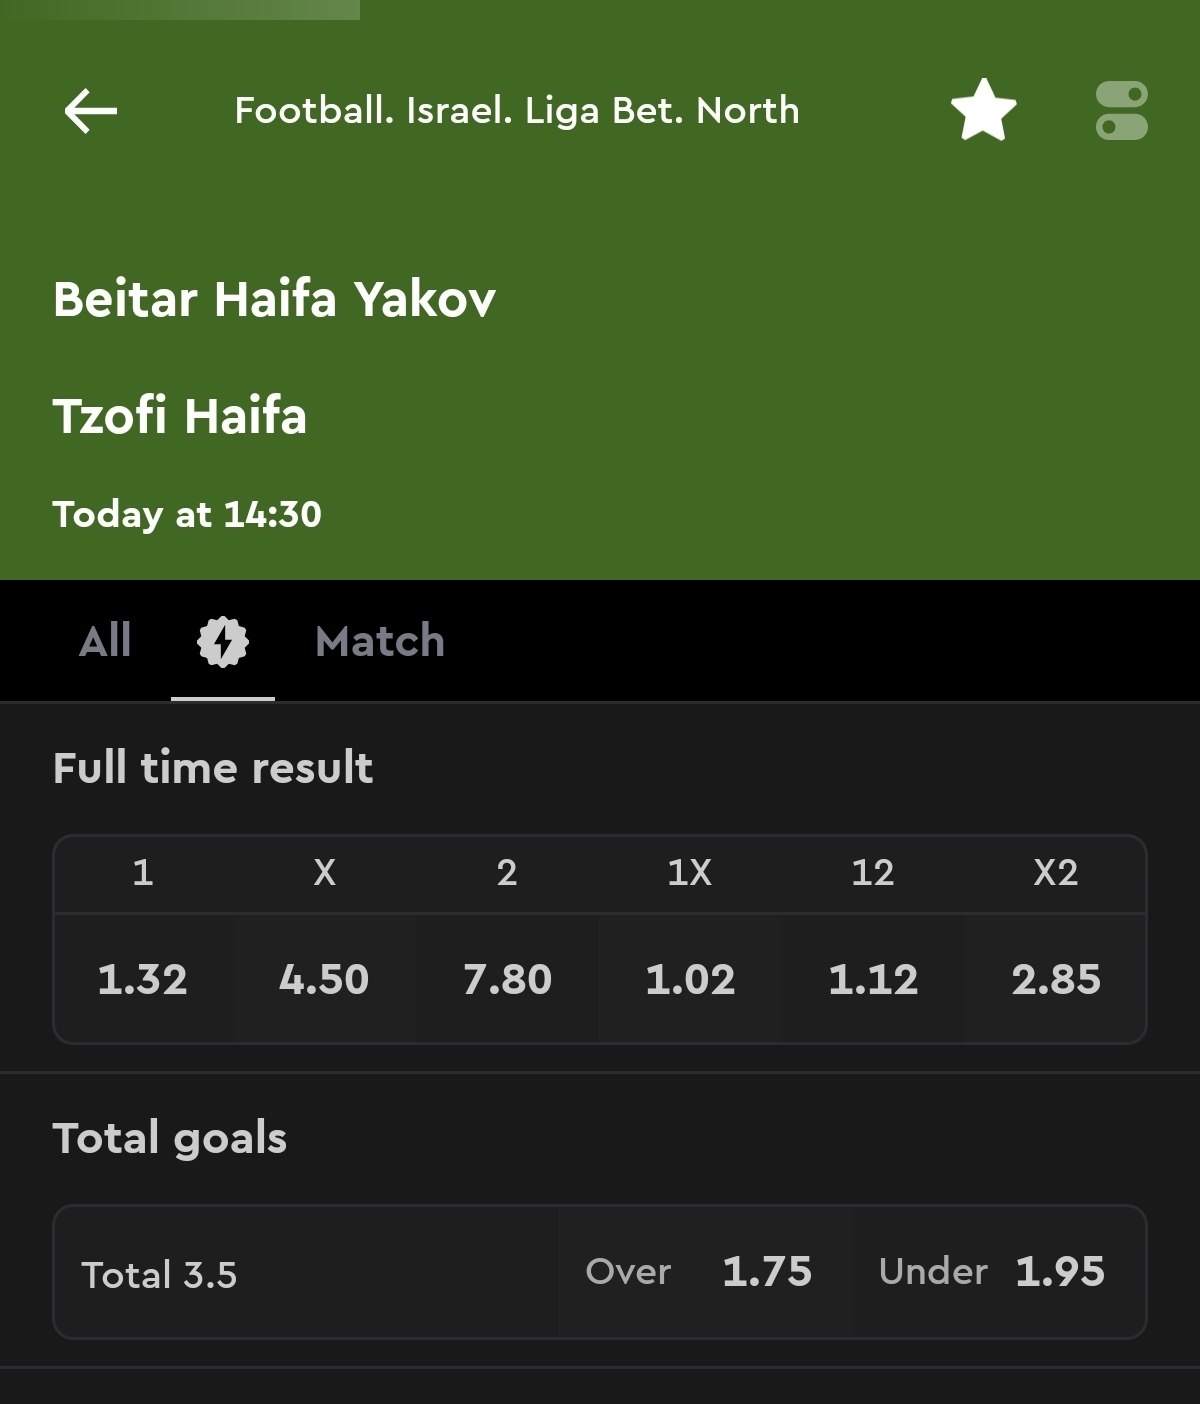 Football. Israel. Liga Bet. North
Beitar Haifa Yakov
Tzofi Haifa
Today at 14:30
All Match
Full time result
1 X 2 1X 12 X2
1.32 4.50 7.80 1.02 1.12 2.85
Total goals
Total 3.5 Over 1.75 Under 1.95